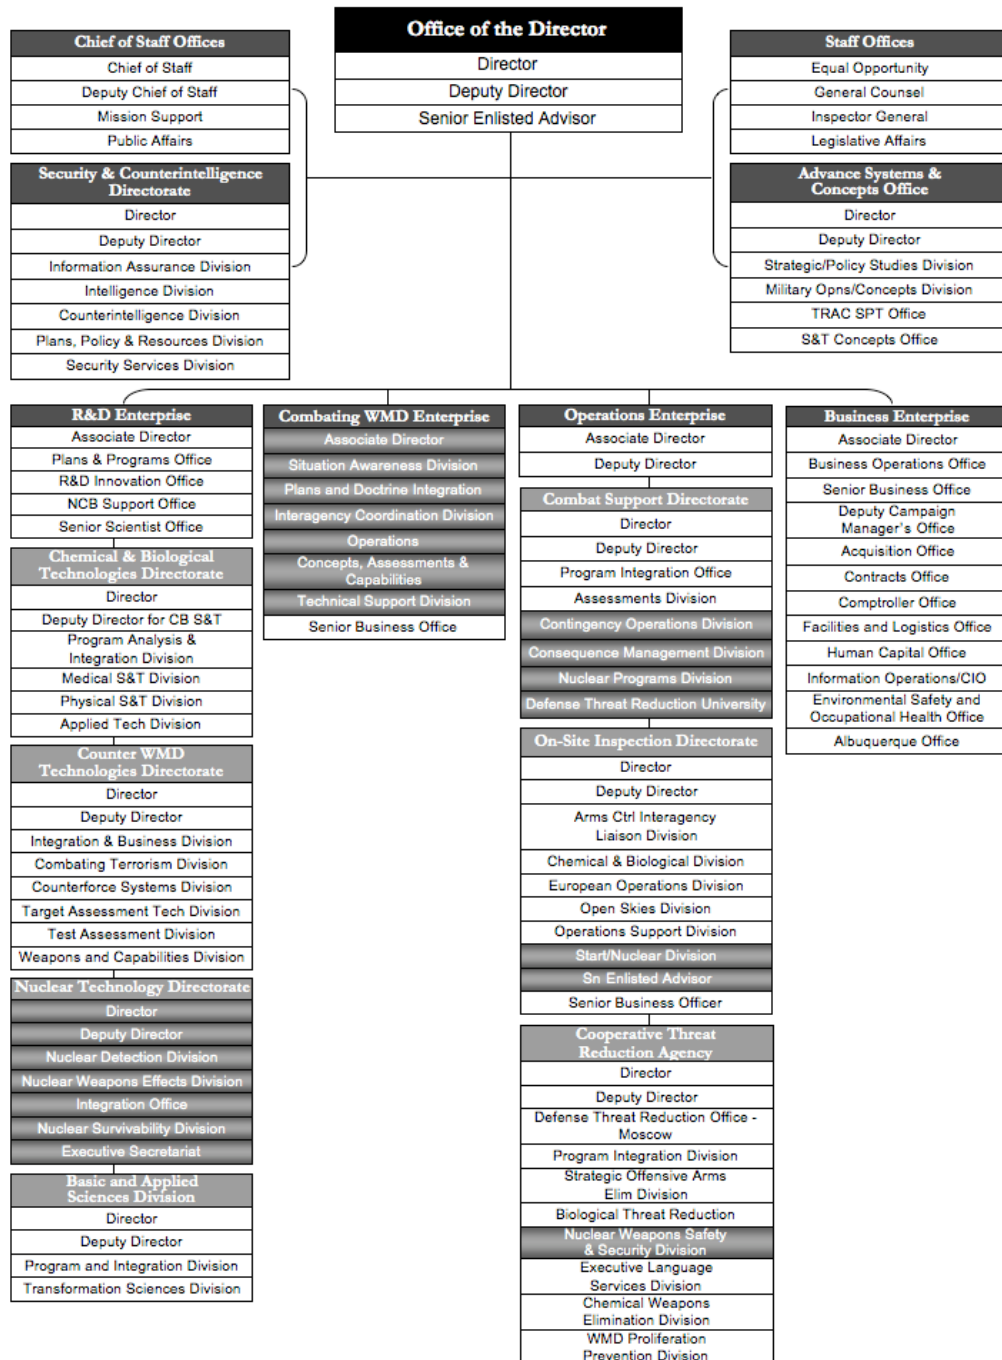 Office of the Director
Director
Deputy Director
Senior Enlisted Advisor
Chief of Staff Offices
Chief of Staff
Deputy Chief of Staff
Mission Support
Public Affairs
Security & Counterintelligence
Directorate
Director
Deputy Director
Information Assurance Division
Intelligence Division
Counterintelligence Division
Plans, Policy & Resources Division
Security Services Division
Staff Offices
Equal Opportunity
General Counsel
Inspector General
Legislative Affairs
Advance Systems &
Concepts Office
Director
Deputy Director
Strategic/Policy Studies Division
Military Opns/Concepts Division
TRAC SPT Office
S&T Concepts Office
R&D Enterprise
Associate Director
Plans & Programs Office
R&D Innovation Office
NCB Support Office
Senior Scientist Office
Chemical & Biological
Technologies Directorate
Director
Deputy Director for CB S&T
Program Analysis &
Integration Division
Medical S&T Division
Physical S&T Division
Applied Tech Division
Counter WMD
Technologies Directorate
Director
Deputy Director
Integration & Business Division
Combating Terrorism Division
Counterforce Systems Division
Target Assessment Tech Division
Test Assessment Division
Weapons and Capabilities Division
Nuclear Technology Directorate
Director
Deputy Director
Nuclear Detection Division
Nuclear Weapons Effects Division
Integration Office
Nuclear Survivability Division
Executive Secretariat
Basic and Applied
Sciences Division
Director
Deputy Director
Program and Integration Division
Transformation Sciences Division
Combating WMD Enterprise
Associate Director
Situation Awareness Division
Plans and Doctrine Integration
Interagency Coordination Division
Operations
Concepts, Assessments &
Capabilities
Technical Support Division
Senior Business Office
Operations Enterprise
Associate Director
Deputy Director
Combat Support Directorate
Director
Deputy Director
Program Integration Office
Assessments Division
Contingency Operations Division
Consequence Management Division
Nuclear Programs Division
Defense Threat Reduction University
On-Site Inspection Directorate
Director
Deputy Director
Arms Ctrl Interagency
Liaison Division
Chemical & Biological Division
European Operations Division
Open Skies Division
Operations Support Division
Start/Nuclear Division
Sn Enlisted Advisor
Senior Business Officer
Cooperative Threat
Reduction Agency
Director
Deputy Director
Defense Threat Reduction Office -
Moscow
Program Integration Division
Strategic Offensive Arms
Elim Division
Biological Threat Reduction
Nuclear Weapons Safety
& Security Division
Executive Language
Services Division
Chemical Weapons
Elimination Division
WMD Proliferation
Prevention Division
Business Enterprise
Associate Director
Business Operations Office
Senior Business Office
Deputy Campaign
Manager's Office
Acquisition Office
Contracts Office
Comptroller Office
Facilities and Logistics Office
Human Capital Office
Information Operations/CIO
Environmental Safety and
Occupational Health Office
Albuquerque Office